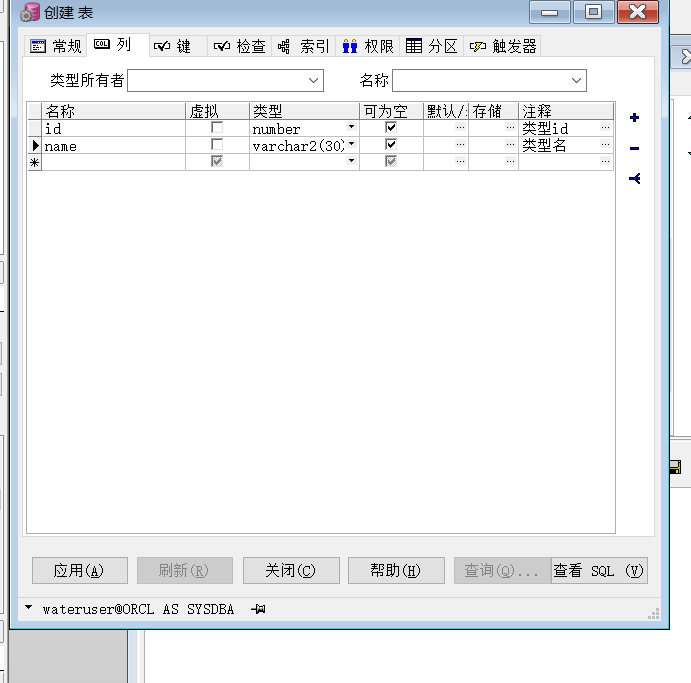 创建 表
常规 COL 列 键 检查 索引 权限 分区 触发器
类型所有者 名称
名称 虚拟 类型 可为空 默认/ 存储 注释
id number ... ... 类型id ...
name varchar2(30) ... ... 类型名 ...
* ... ... ...
应用(A) 刷新(R) 关闭(C) 帮助(H) 查询(Q)... 查看 SQL (V)
wateruser@ORCL AS SYSDBA